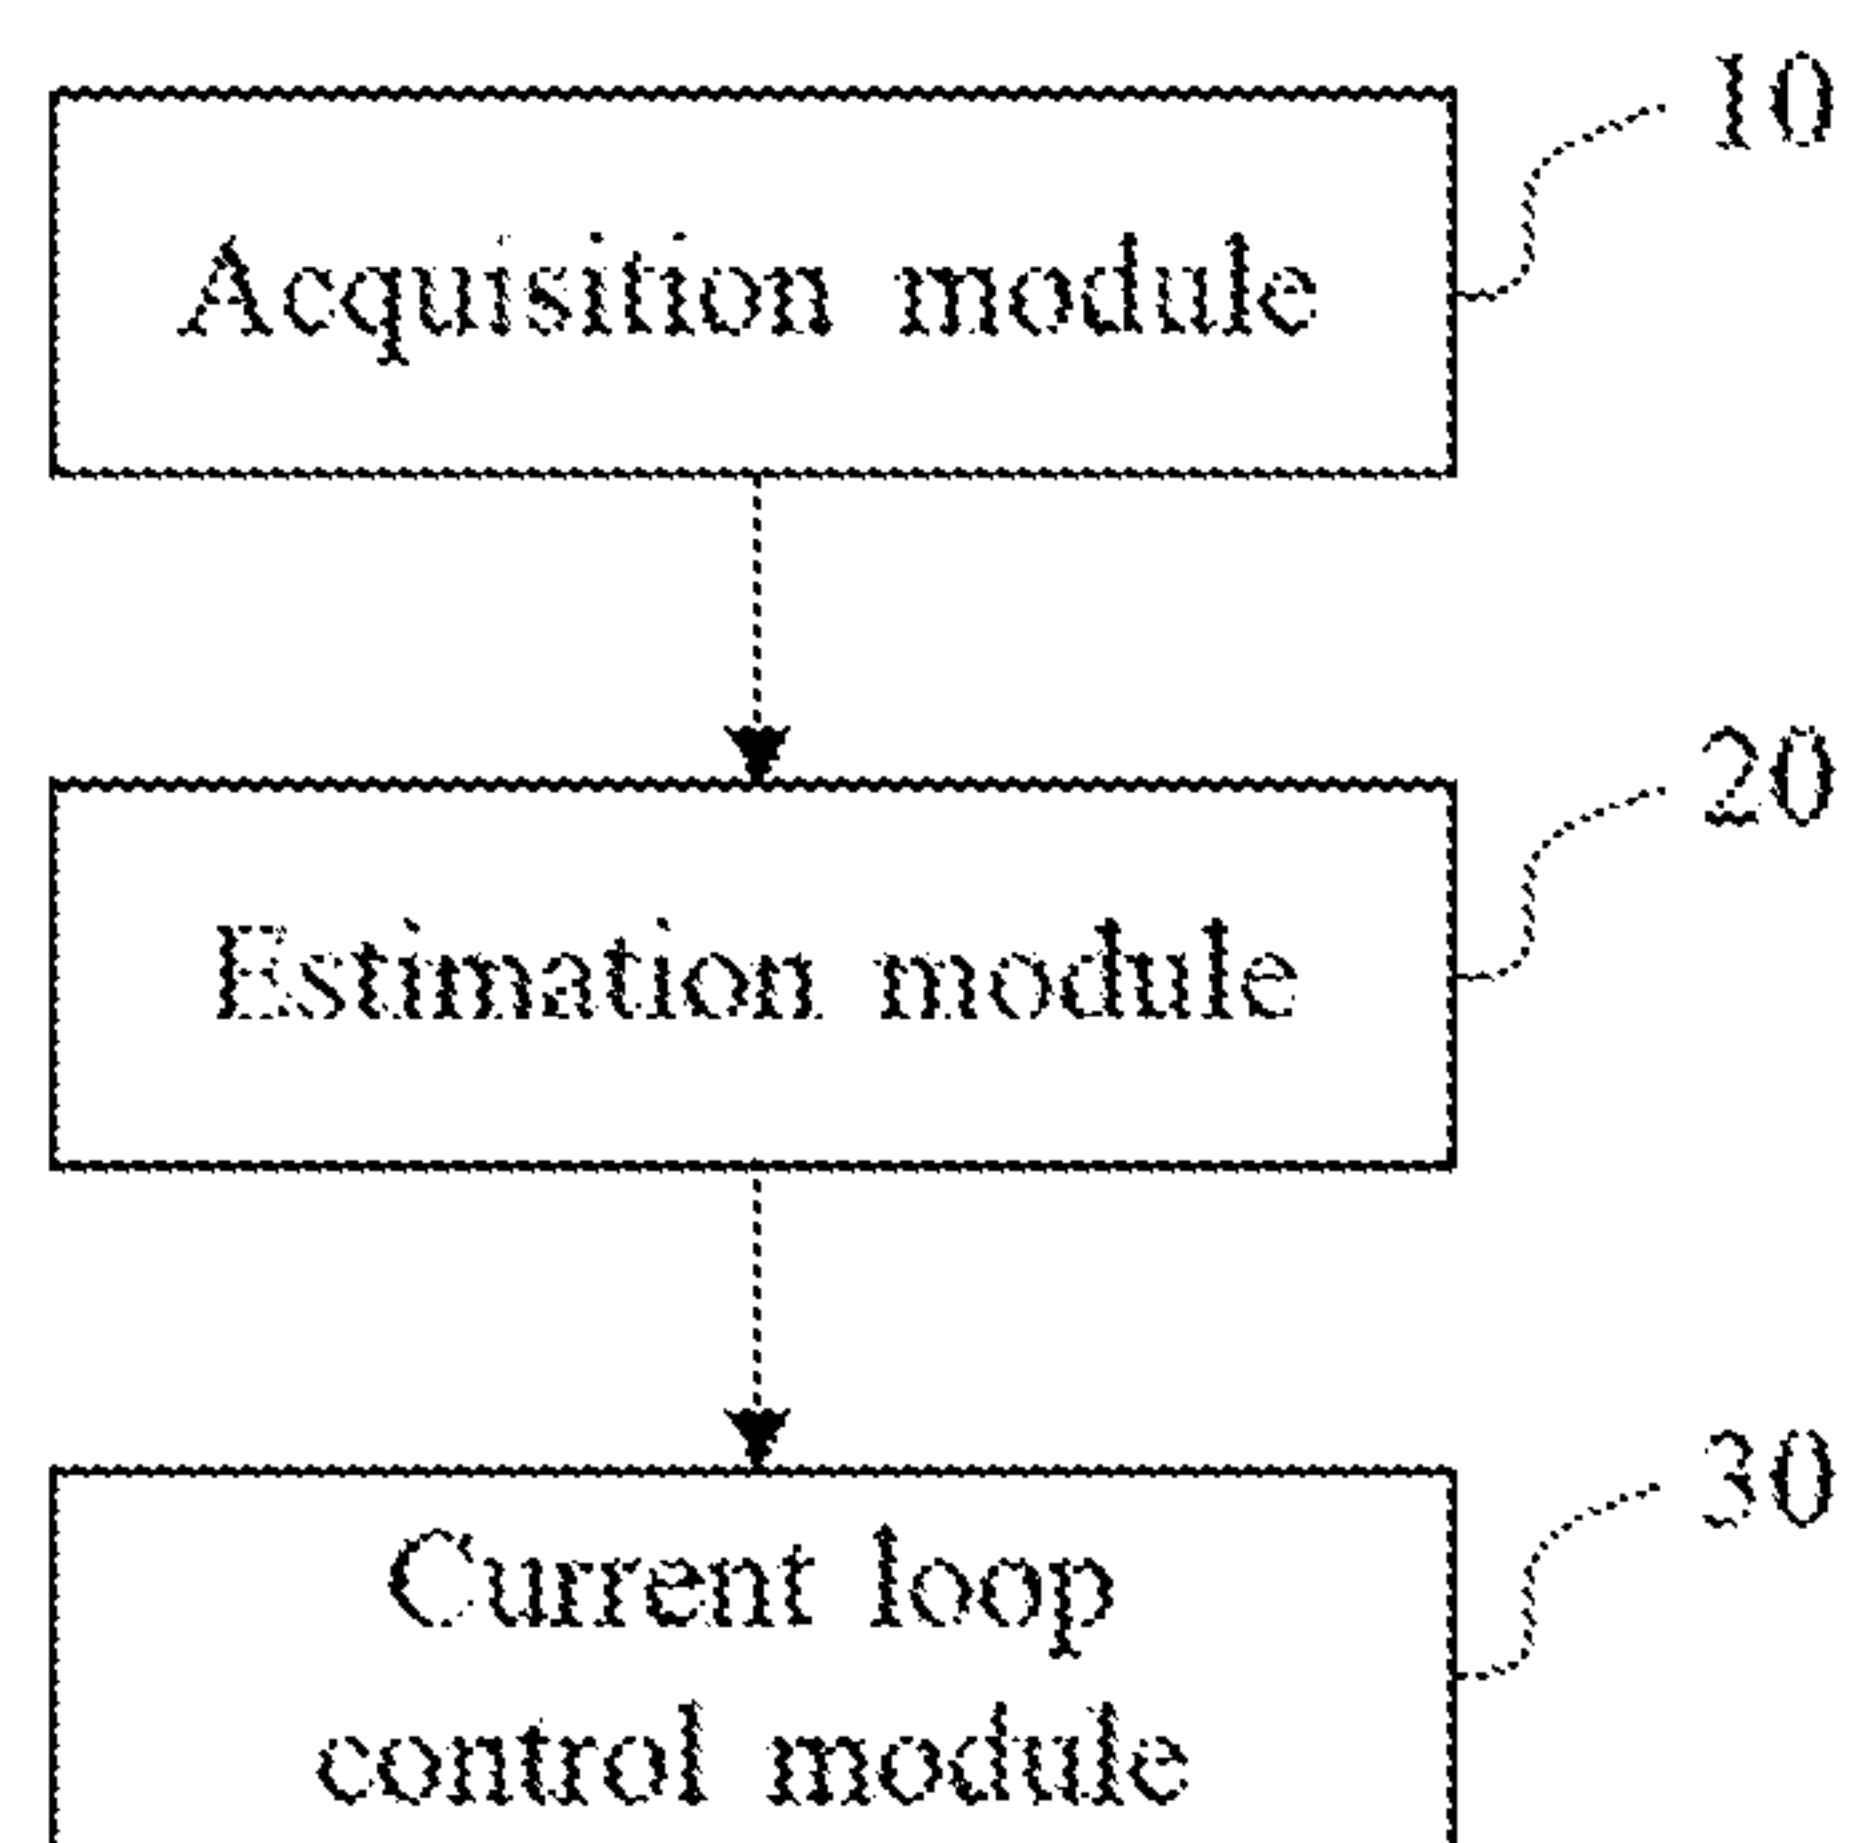 10
Acquisition module
20
Estimation module
30
Current loop
control module